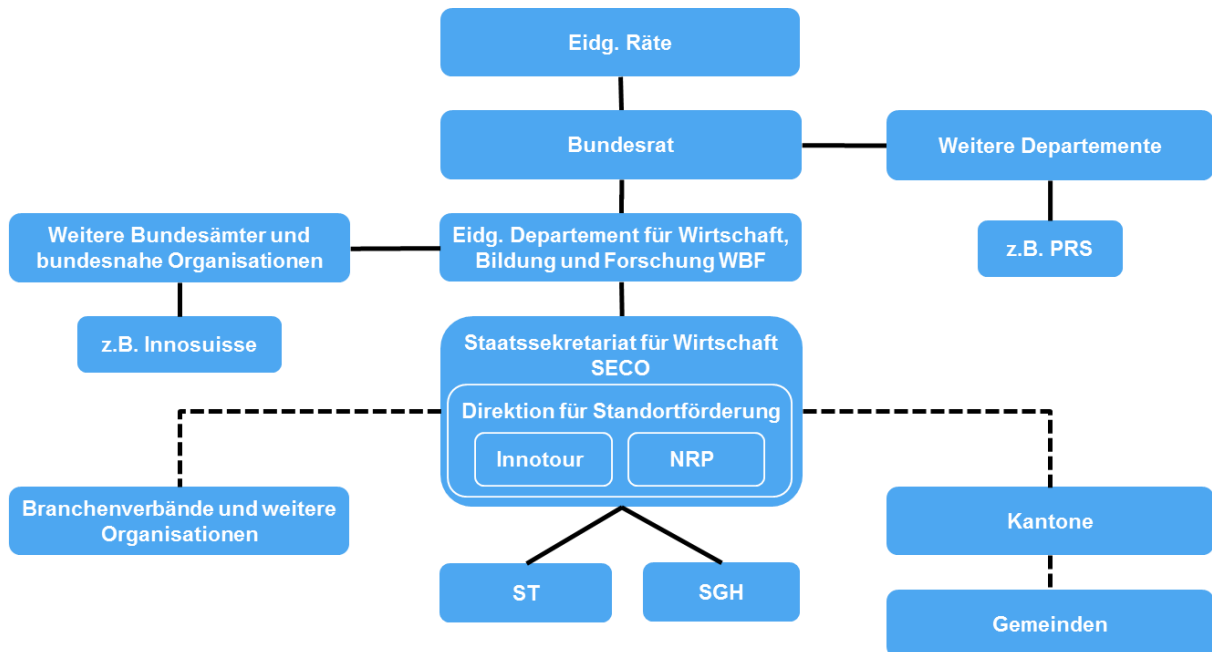 Eidg. Räte
Bundesrat
Weitere Departemente
Weitere Bundesämter und
bundesnahe Organisationen
Eidg. Departement für Wirtschaft,
Bildung und Forschung WBF
z.B. PRS
z.B. Innosuisse
Staatssekretariat für Wirtschaft
SECO
Direktion für Standortförderung
Innotour
NRP
Branchenverbände und weitere
Organisationen
Kantone
ST
SGH
Gemeinden